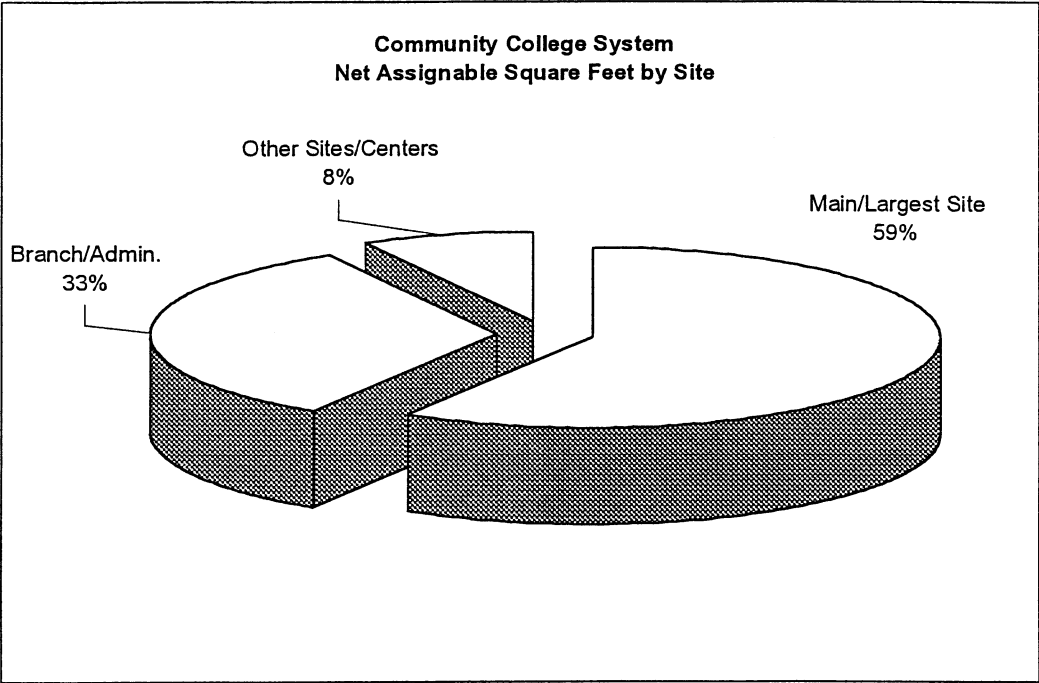 Community College System
Net Assignable Square Feet by Site
Other Sites/Centers
8%
Main/Largest Site
59%
Branch/Admin.
33%